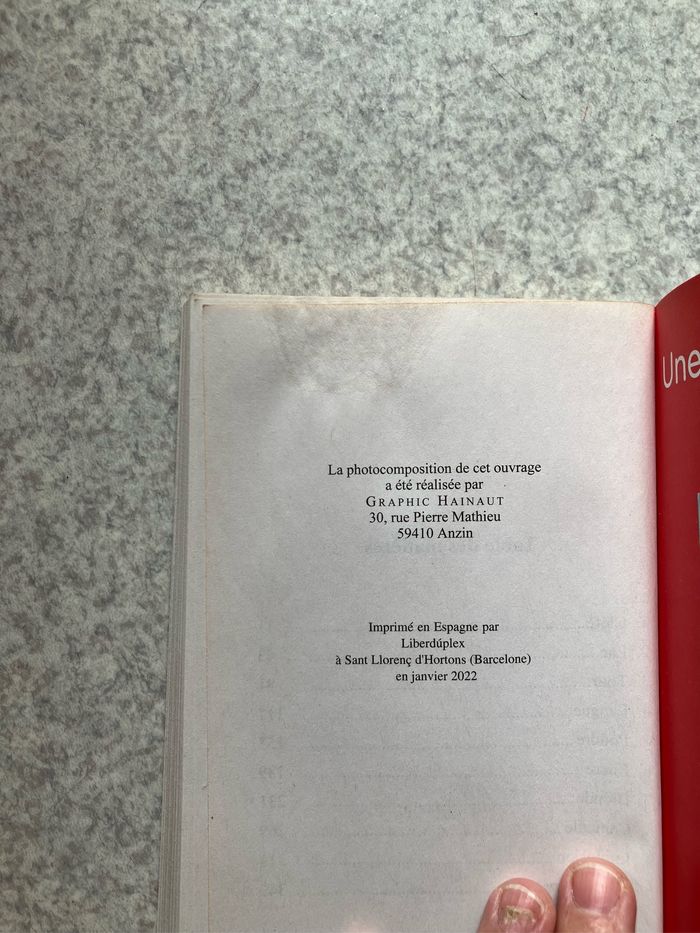 La photocomposition de cet ouvrage
a été réalisée par
GRAPHIC HAINAUT
30, rue Pierre Mathieu
59410 Anzin
Imprimé en Espagne par
Liberdúplex
à Sant Llorenç d'Hortons (Barcelone)
en janvier 2022
Une